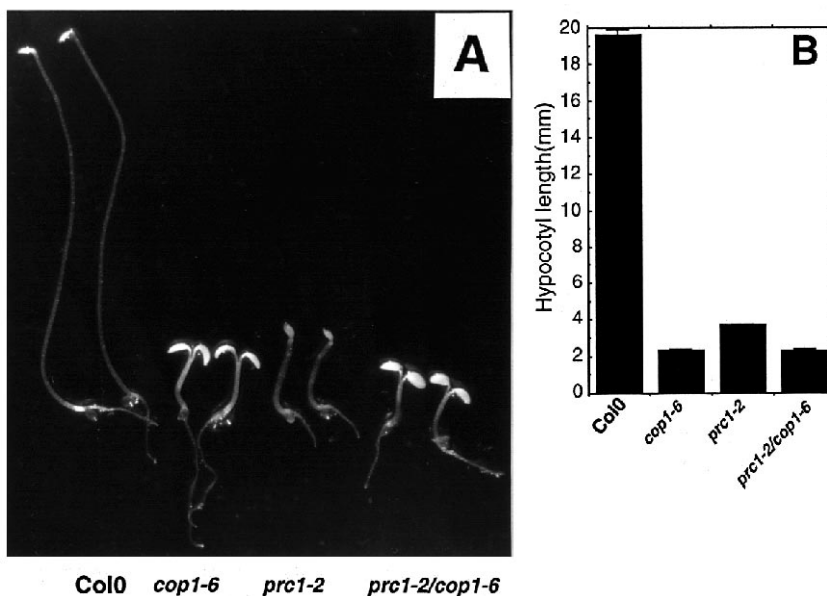 A
Col0 cop1-6 prc1-2 prc1-2/cop1-6
B
Hypocotyl length(mm)
20
18
16
14
12
10
8
6
4
2
0
Col0
cop1-6
prc1-2
prc1-2/cop1-6